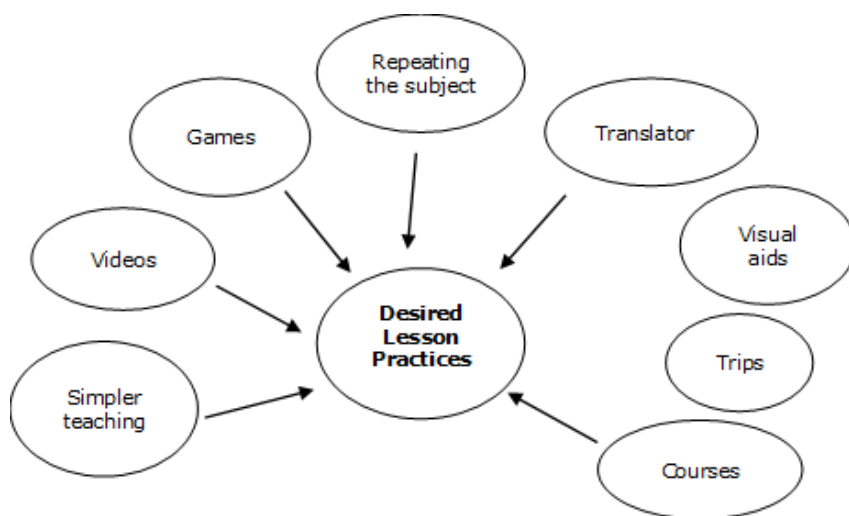 Repeating
the subject
Games
Translator
Visual
aids
Videos
Desired
Lesson
Practices
Trips
Simpler
teaching
Courses